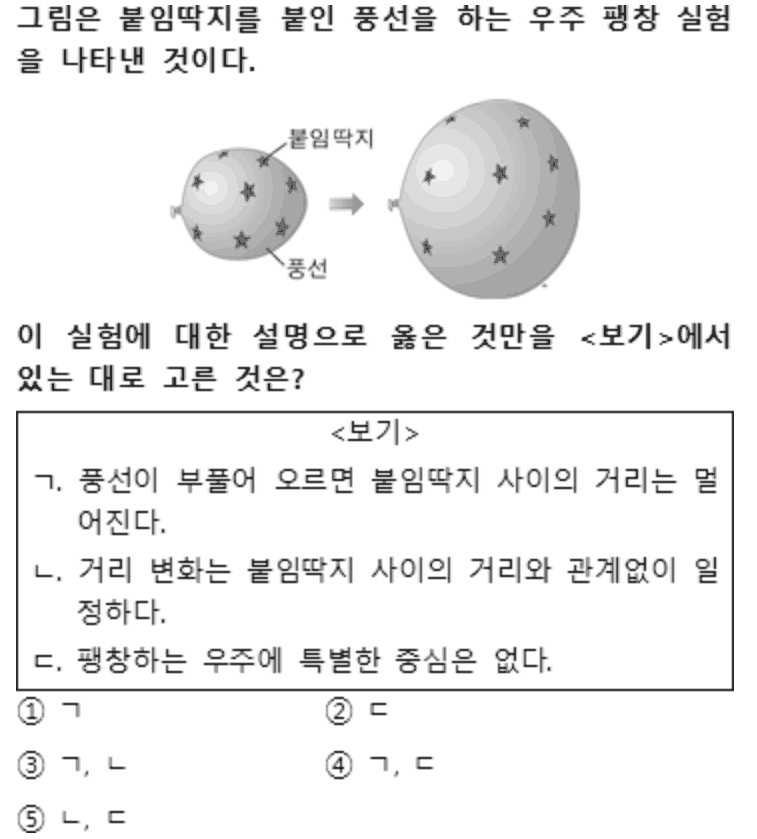 그림은 붙임딱지를 붙인 풍선을 하는 우주 팽창 실험
을 나타낸 것이다.
붙임딱지
풍선
이 실험에 대한 설명으로 옳은 것만을 <보기>에서
있는 대로 고른 것은?
<보기>
ㄱ. 풍선이 부풀어 오르면 붙임딱지 사이의 거리는 멀
어진다.
ㄴ. 거리 변화는 붙임딱지 사이의 거리와 관계없이 일
정하다.
ㄷ. 팽창하는 우주에 특별한 중심은 없다.
① ㄱ ② ㄷ
③ ㄱ, ㄴ ④ ㄱ, ㄷ
⑤ ㄴ, ㄷ